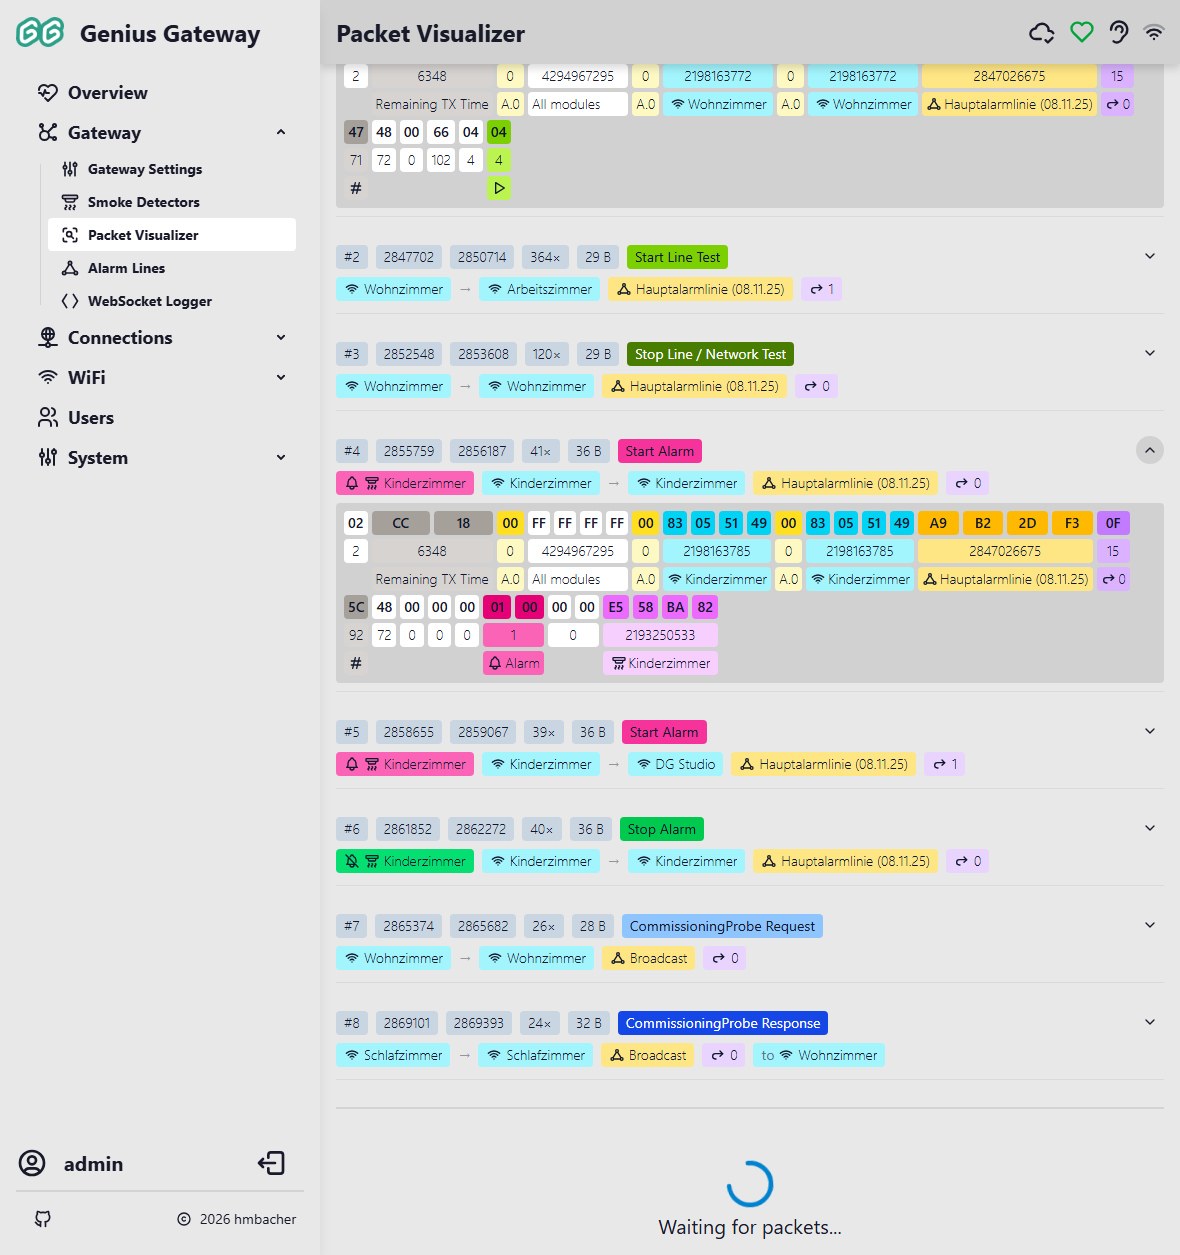 Genius Gateway
Overview
Gateway
Gateway Settings
Smoke Detectors
Packet Visualizer
Alarm Lines
WebSocket Logger
Connections
WiFi
Users
System
admin
© 2026 hmbacher
Packet Visualizer
2 6348 0 4294967295 0 2198163772 0 2198163772 2847026675 15
Remaining TX Time A.0 All modules A.0 Wohnzimmer A.0 Wohnzimmer Hauptalarmlinie (08.11.25) 0
47 48 00 66 04 04
71 72 0 102 4 4
#
#2 2847702 2850714 364× 29 B Start Line Test
Wohnzimmer → Arbeitszimmer Hauptalarmlinie (08.11.25) 1
#3 2852548 2853608 120× 29 B Stop Line / Network Test
Wohnzimmer → Wohnzimmer Hauptalarmlinie (08.11.25) 0
#4 2855759 2856187 41× 36 B Start Alarm
Kinderzimmer Kinderzimmer → Kinderzimmer Hauptalarmlinie (08.11.25) 0
02 CC 18 00 FF FF FF FF 00 83 05 51 49 00 83 05 51 49 A9 B2 2D F3 0F
2 6348 0 4294967295 0 2198163785 0 2198163785 2847026675 15
Remaining TX Time A.0 All modules A.0 Kinderzimmer A.0 Kinderzimmer Hauptalarmlinie (08.11.25) 0
5C 48 00 00 00 01 00 00 00 E5 58 BA 82
92 72 0 0 0 1 0 2193250533
# Alarm Kinderzimmer
#5 2858655 2859067 39× 36 B Start Alarm
Kinderzimmer Kinderzimmer → DG Studio Hauptalarmlinie (08.11.25) 1
#6 2861852 2862272 40× 36 B Stop Alarm
Kinderzimmer Kinderzimmer → Kinderzimmer Hauptalarmlinie (08.11.25) 0
#7 2865374 2865682 26× 28 B CommissioningProbe Request
Wohnzimmer → Wohnzimmer Broadcast 0
#8 2869101 2869393 24× 32 B CommissioningProbe Response
Schlafzimmer → Schlafzimmer Broadcast 0 to Wohnzimmer
Waiting for packets...